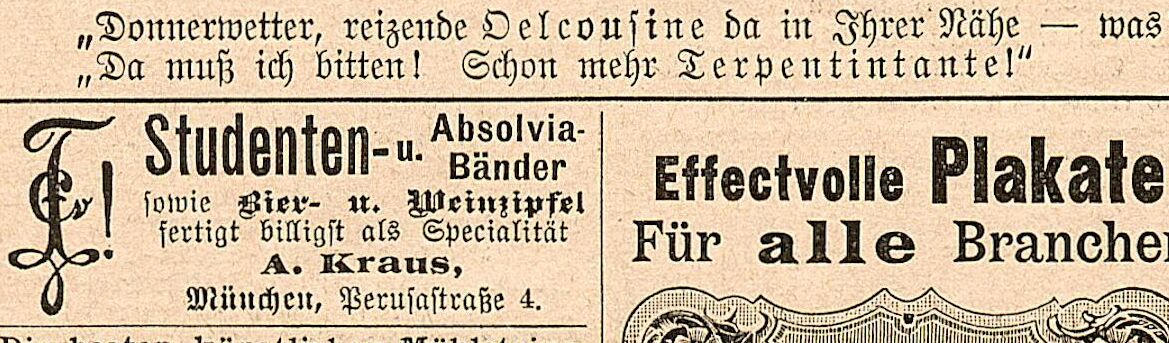 „Donnerwetter, reizende Oelcousine da in Ihrer Nähe — was
„Da muß ich bitten! Schon mehr Terpentintante!"
Studenten- u. Absolvia-
Bänder
sowie Bier- u. Weinzipfel
fertigt billigst als Specialität
A. Kraus,
München, Perusastraße 4.
Effectvolle Plakate
Für alle Branchen